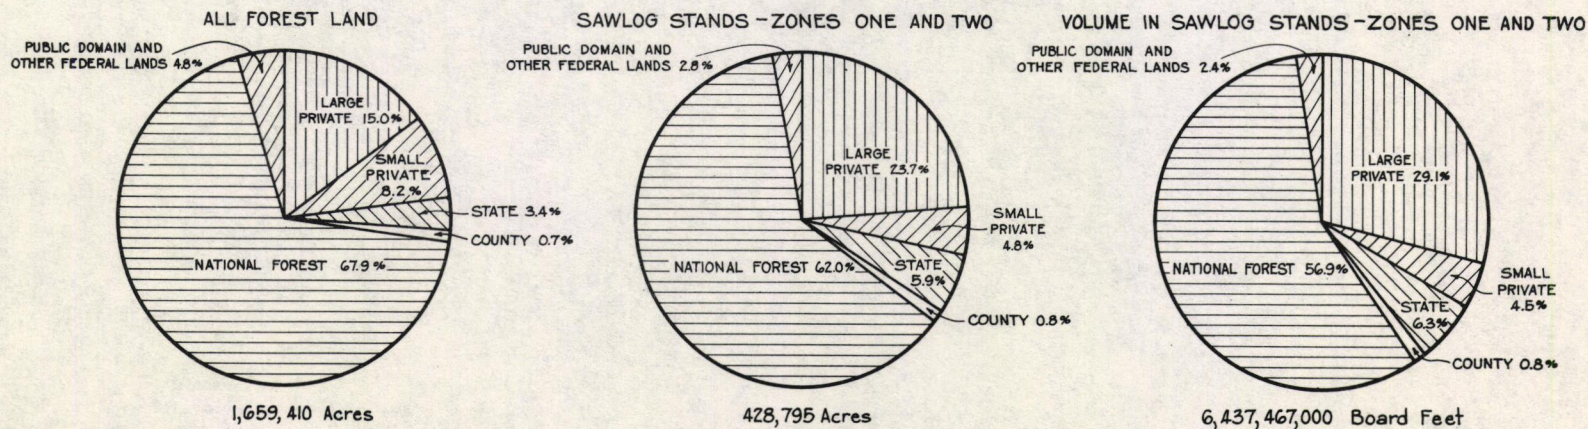 ALL FOREST LAND
PUBLIC DOMAIN AND
OTHER FEDERAL LANDS 4.8%
LARGE
PRIVATE 15.0%
SMALL
PRIVATE
8.2%
STATE 3.4%
COUNTY 0.7%
NATIONAL FOREST 67.9%
1,659,410 Acres
SAWLOG STANDS - ZONES ONE AND TWO
PUBLIC DOMAIN AND
OTHER FEDERAL LANDS 2.8%
LARGE
PRIVATE 23.7%
SMALL
PRIVATE
4.8%
STATE
5.9%
COUNTY 0.8%
NATIONAL FOREST 62.0%
428,795 Acres
VOLUME IN SAWLOG STANDS - ZONES ONE AND TWO
PUBLIC DOMAIN AND
OTHER FEDERAL LANDS 2.4%
LARGE
PRIVATE 29.1%
SMALL
PRIVATE
4.5%
STATE
6.3%
COUNTY 0.8%
NATIONAL FOREST 56.9%
6,437,467,000 Board Feet